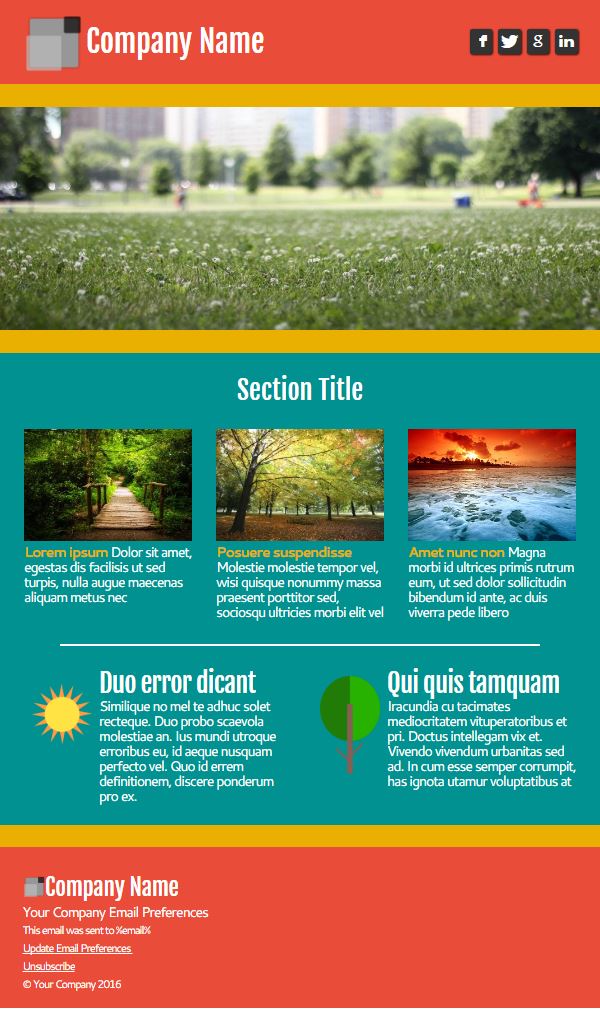 Company Name
Section Title
Lorem ipsum Dolor sit amet,
egestas dis facilisis ut sed
turpis, nulla augue maecenas
aliquam metus nec
Posuere suspendisse
Molestie molestie tempor vel,
wisi quisque nonummy massa
praesent porttitor sed,
sociosqu ultricies morbi elit vel
Amet nunc non Magna
morbi id ultrices primis rutrum
eum, ut sed dolor sollicitudin
bibendum id ante, ac duis
viverra pede libero
Duo error dicant
Similique no mel te adhuc solet
recteque. Duo probo scaevola
molestiae an. Ius mundi utroque
erroribus eu, id aeque nusquam
perfecto vel. Quo id errem
definitionem, discere ponderum
pro ex.
Qui quis tamquam
Iracundia cu tacimates
mediocritatem vituperatoribus et
pri. Doctus intellegam vix et.
Vivendo vivendum urbanitas sed
ad. In cum esse semper corrumpit,
has ignota utamur voluptatibus at
Company Name
Your Company Email Preferences
This email was sent to %email%
Update Email Preferences
Unsubscribe
© Your Company 2016